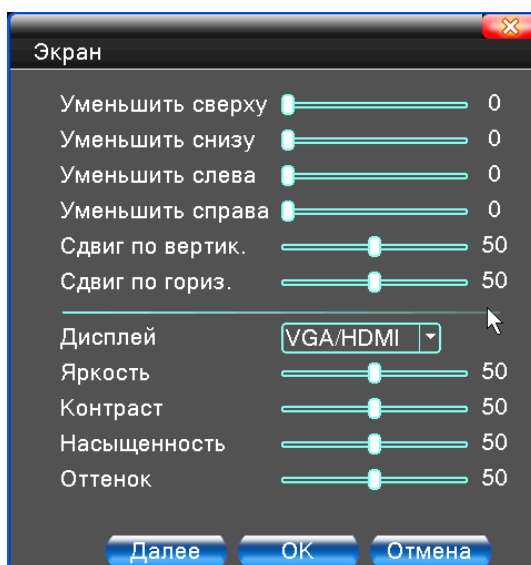 Экран
Уменьшить сверху 0
Уменьшить снизу 0
Уменьшить слева 0
Уменьшить справа 0
Сдвиг по вертик. 50
Сдвиг по гориз. 50
Дисплей VGA/HDMI
Яркость 50
Контраст 50
Насыщенность 50
Оттенок 50
Далее OK Отмена